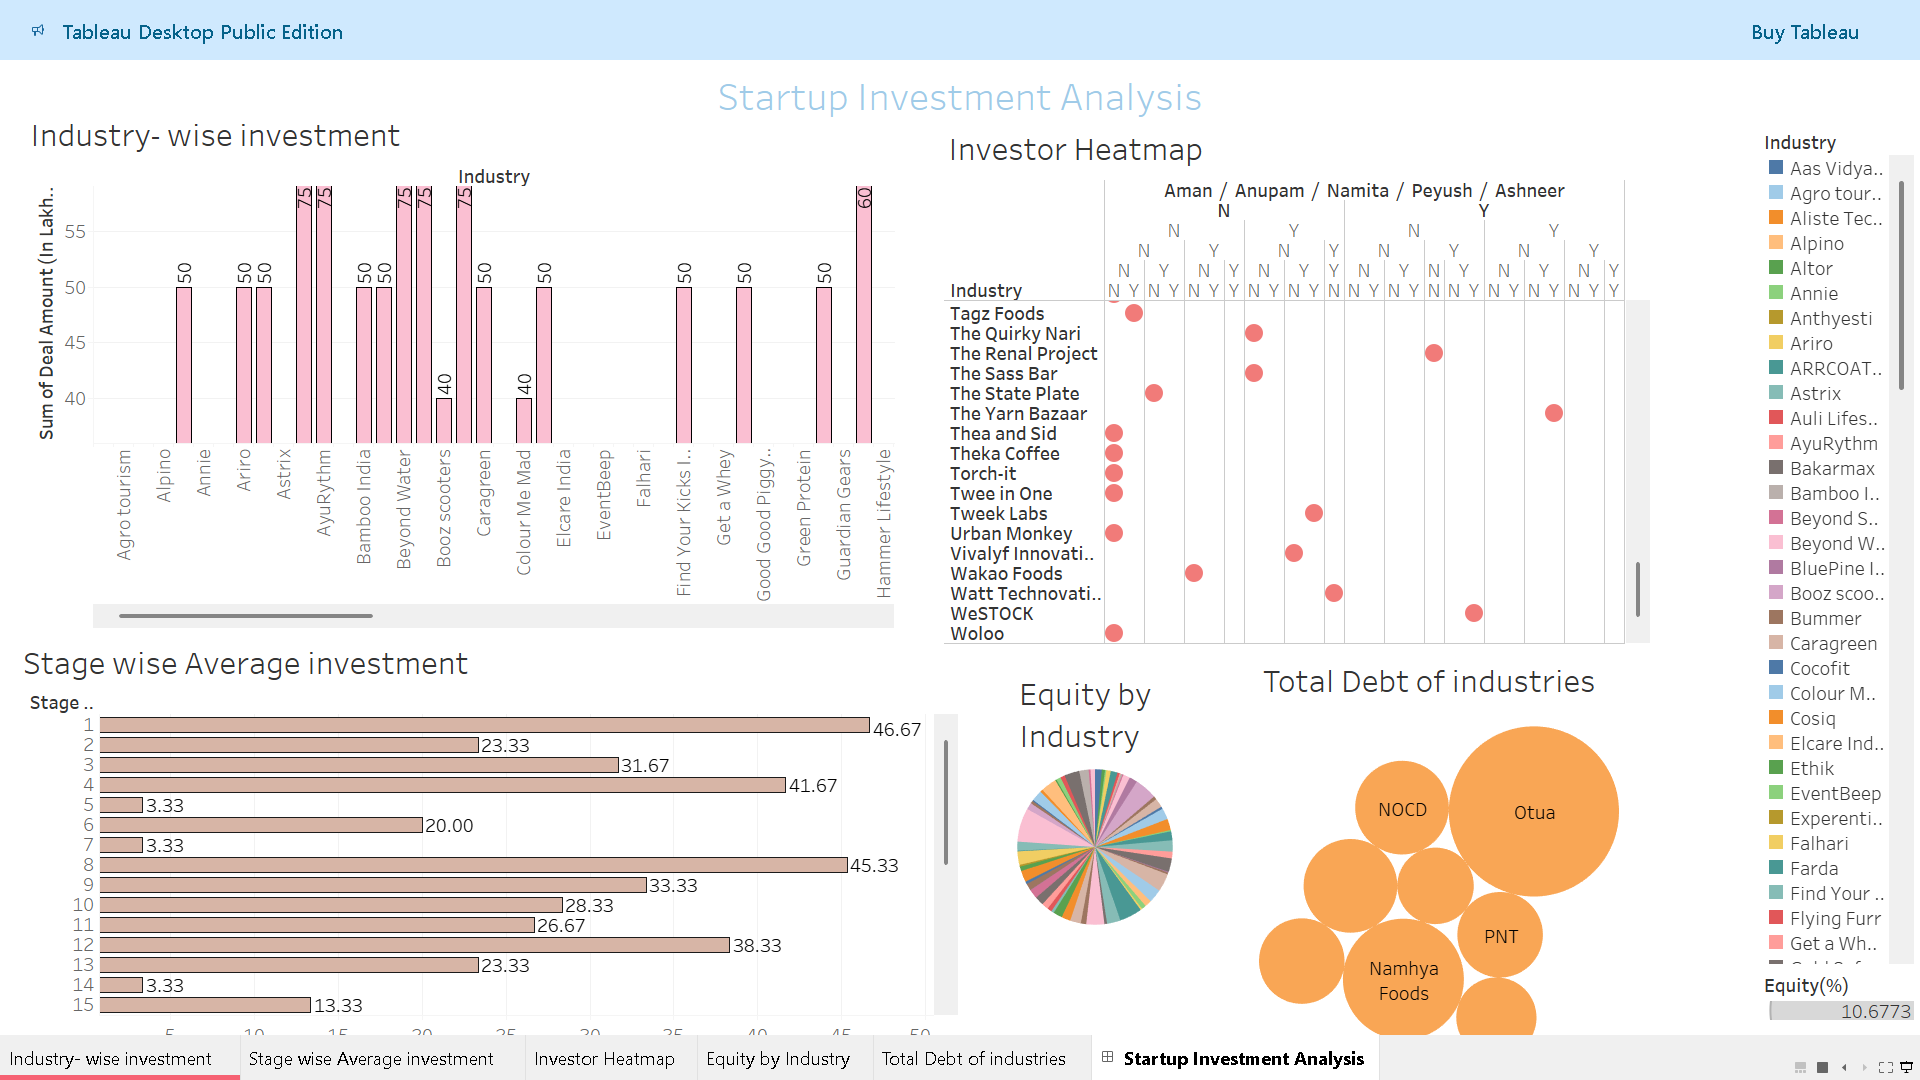 Tableau Desktop Public Edition
Buy Tableau
Startup Investment Analysis
Industry- wise investment
Industry
Sum of Deal Amount (In Lakh..
55
50
45
40
50
50
50
75
75
50
50
75
75
40
75
50
40
50
50
50
50
60
Agro tourism
Alpino
Annie
Ariro
Astrix
AyuRythm
Bamboo India
Beyond Water
Booz scooters
Caragreen
Colour Me Mad
Elcare India
EventBeep
Falhari
Find Your Kicks I..
Get a Whey
Good Good Piggy..
Green Protein
Guardian Gears
Hammer Lifestyle
Investor Heatmap
Aman / Anupam / Namita / Peyush / Ashneer
N Y
N Y N Y
N Y N Y N Y N Y
N Y N Y N Y Y N Y N Y N Y N Y
Industry N Y N Y N Y Y N Y N Y N N Y N Y N Y N Y N Y N Y Y
Tagz Foods
The Quirky Nari
The Renal Project
The Sass Bar
The State Plate
The Yarn Bazaar
Thea and Sid
Theka Coffee
Torch-it
Twee in One
Tweek Labs
Urban Monkey
Vivalyf Innovati..
Wakao Foods
Watt Technovati..
WeSTOCK
Woloo
Stage wise Average investment
Stage ..
1 46.67
2 23.33
3 31.67
4 41.67
5 3.33
6 20.00
7 3.33
8 45.33
9 33.33
10 28.33
11 26.67
12 38.33
13 23.33
14 3.33
15 13.33
5 10 15 20 25 30 35 40 45 50
Equity by
Industry
Total Debt of industries
NOCD
Otua
PNT
Namhya
Foods
Industry
Aas Vidya..
Agro tour..
Aliste Tec..
Alpino
Altor
Annie
Anthyesti
Ariro
ARRCOAT..
Astrix
Auli Lifes..
AyuRythm
Bakarmax
Bamboo I..
Beyond S..
Beyond W..
BluePine I..
Booz scoo..
Bummer
Caragreen
Cocofit
Colour M..
Cosiq
Elcare Ind..
Ethik
EventBeep
Experenti..
Falhari
Farda
Find Your ..
Flying Furr
Get a Wh..
Equity(%)
10.6773
Industry- wise investment
Stage wise Average investment
Investor Heatmap
Equity by Industry
Total Debt of industries
Startup Investment Analysis